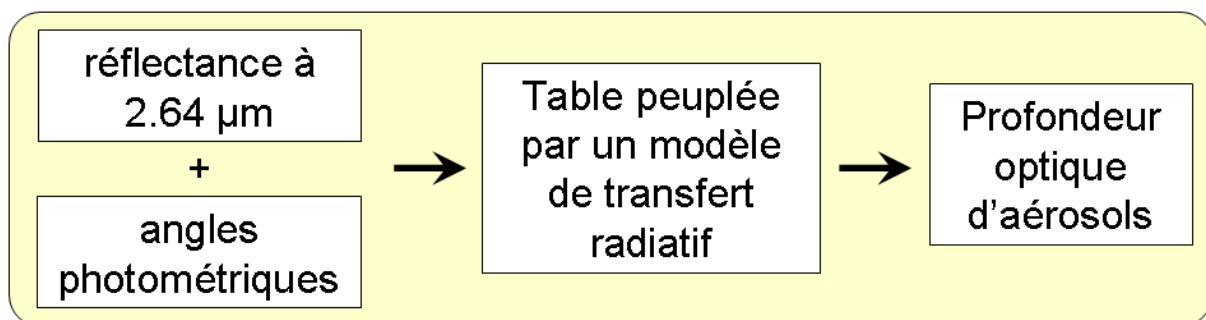 réflectance à
2.64 µm
+
angles
photométriques
Table peuplée
par un modèle
de transfert
radiatif
Profondeur
optique
d'aérosols